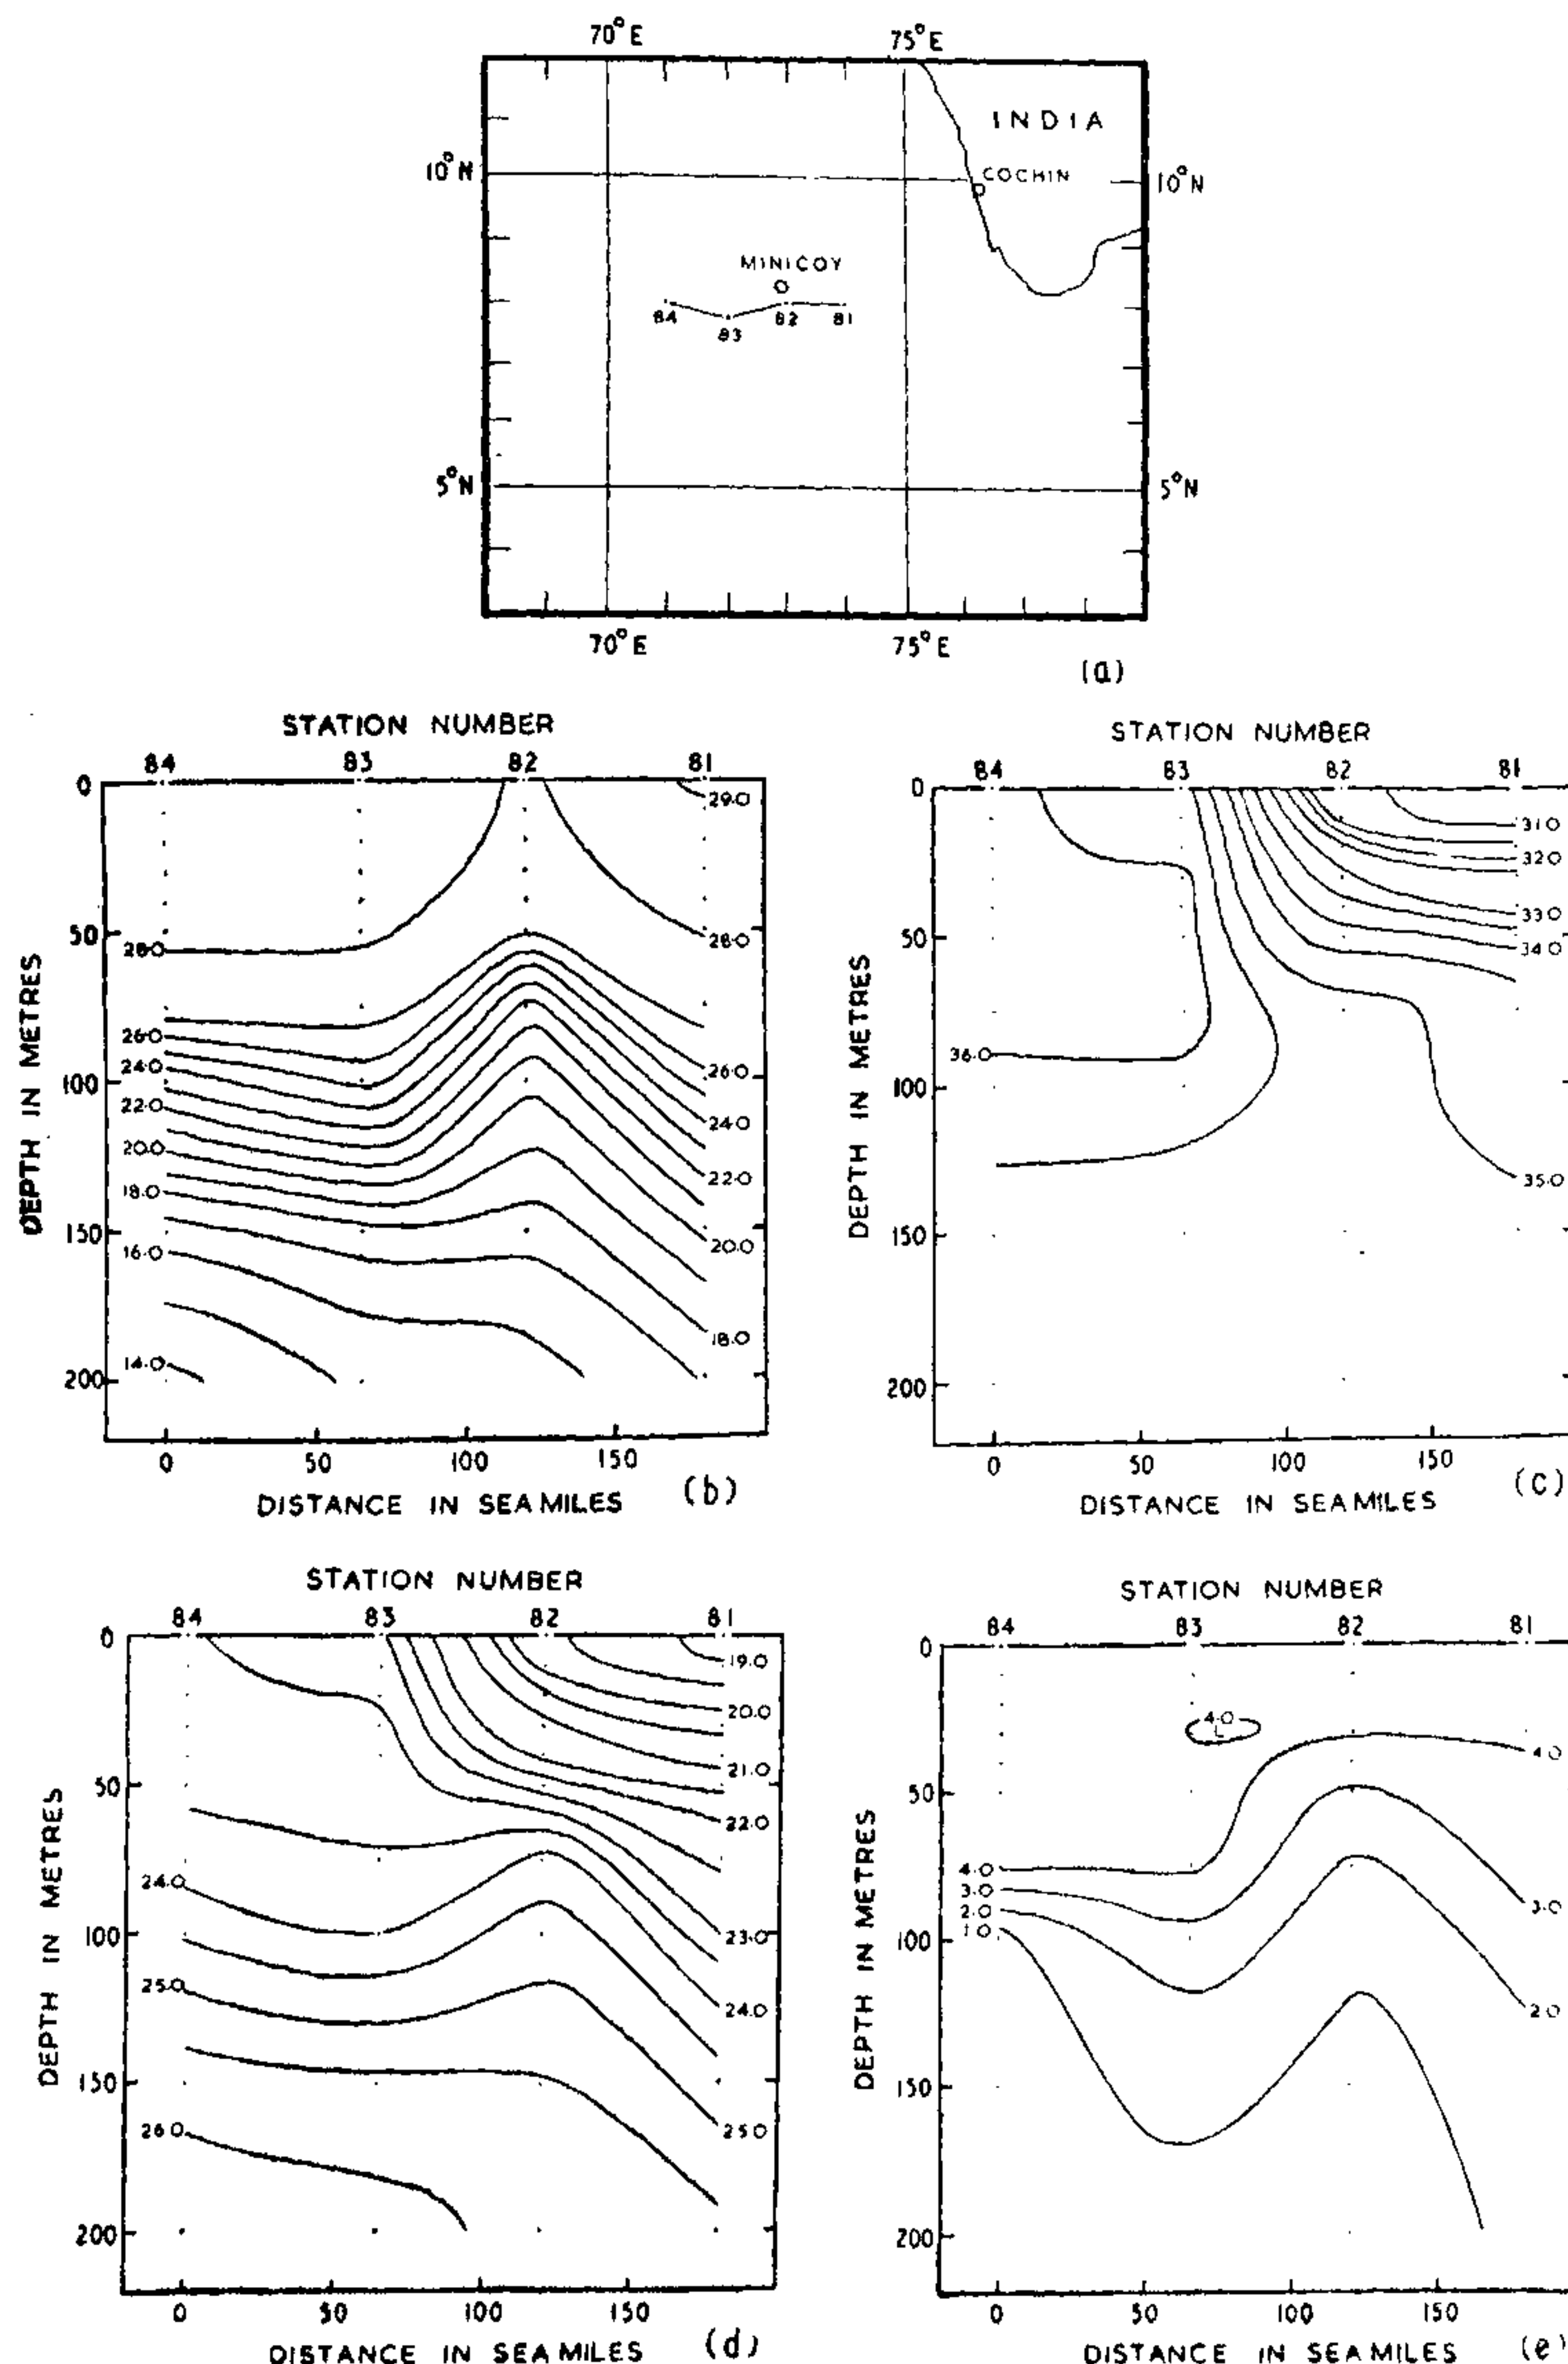 70°E 75°E
INDIA
10°N COCHIN 10°N
MINICOY
84 83 82 81
5°N 5°N
70°E 75°E
(a)
STATION NUMBER
84 83 82 81
0
50
100
150
200
DEPTH IN METRES
29.0
28.0 28.0
26.0 26.0
24.0 24.0
22.0 22.0
20.0 20.0
18.0 18.0
16.0
14.0
0 50 100 150
DISTANCE IN SEAMILES
(b)
STATION NUMBER
84 83 82 81
0
50
100
150
200
DEPTH IN METRES
31.0
32.0
33.0
34.0
36.0
35.0
0 50 100 150
DISTANCE IN SEAMILES
(c)
STATION NUMBER
84 83 82 81
0
50
100
150
200
DEPTH IN METRES
19.0
20.0
21.0
22.0
24.0 23.0
25.0 24.0
26.0 25.0
0 50 100 150
DISTANCE IN SEAMILES
(d)
STATION NUMBER
84 83 82 81
0
50
100
150
200
DEPTH IN METRES
4.0
L
4.0
4.0
3.0 3.0
2.0 2.0
1.0
0 50 100 150
DISTANCE IN SEAMILES
(e)